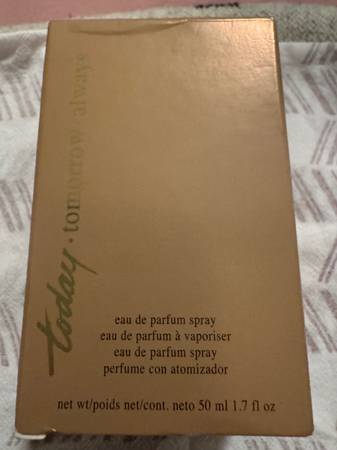 today · tomorrow · always
eau de parfum spray
eau de parfum à vaporiser
eau de parfum spray
perfume con atomizador
net wt/poids net/cont. neto 50 ml 1.7 fl oz